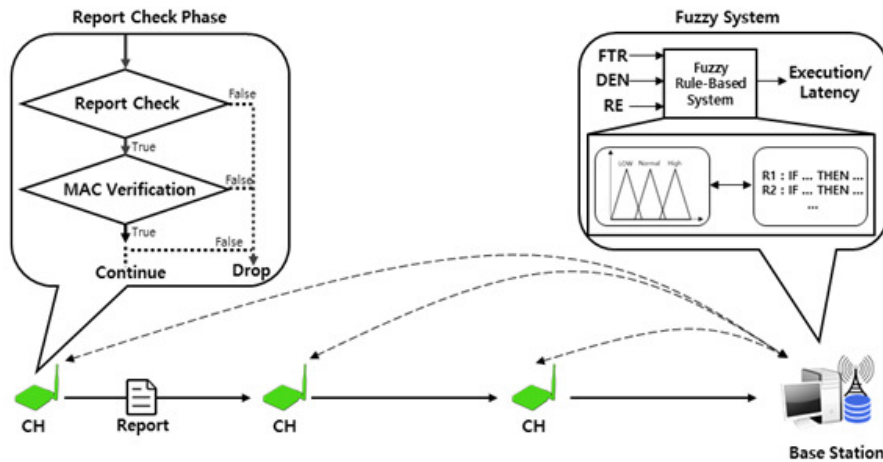 Report Check Phase
Report Check
False
True
MAC Verification
False
True
False
Continue
Drop
Fuzzy System
FTR
DEN
RE
Fuzzy
Rule-Based
System
Execution/
Latency
LOW Normal High
R1 : IF ... THEN ...
R2 : IF ... THEN ...
...
CH
Report
CH
CH
Base Station